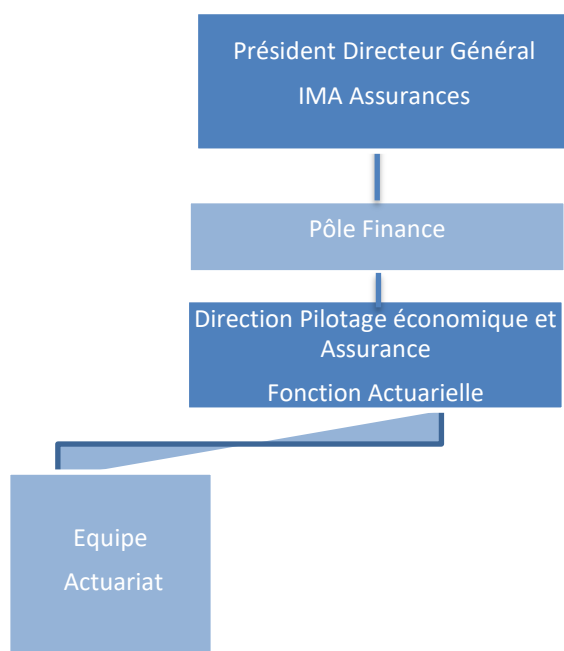 Président Directeur Général
IMA Assurances
Pôle Finance
Direction Pilotage économique et
Assurance
Fonction Actuarielle
Equipe
Actuariat